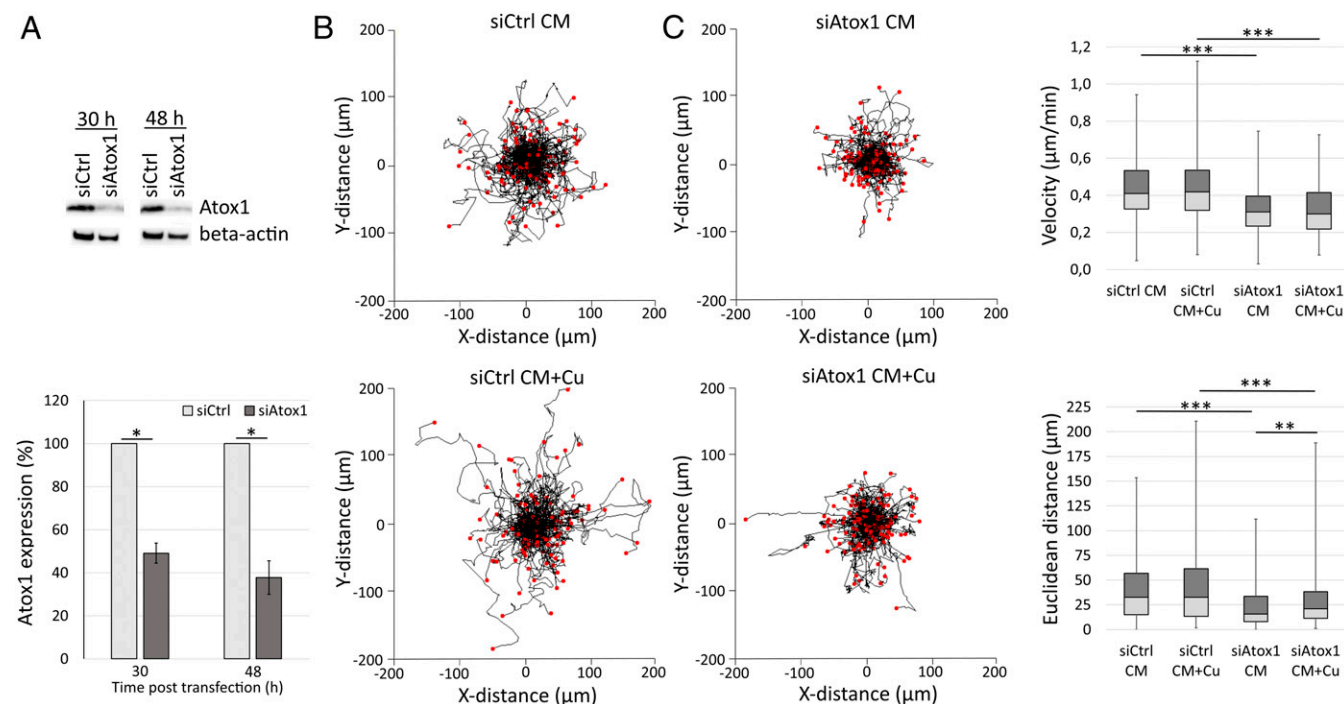 A
30 h
48 h
siCtrl
siAtox1
siCtrl
siAtox1
Atox1
beta-actin
siCtrl
siAtox1
*
*
Atox1 expression (%)
120
100
80
60
40
20
0
30
48
Time post transfection (h)
B
siCtrl CM
Y-distance (µm)
200
100
0
-100
-200
-200
-100
0
100
200
X-distance (µm)
siCtrl CM+Cu
Y-distance (µm)
200
100
0
-100
-200
-200
-100
0
100
200
X-distance (µm)
C
siAtox1 CM
Y-distance (µm)
200
100
0
-100
-200
-200
-100
0
100
200
X-distance (µm)
siAtox1 CM+Cu
Y-distance (µm)
200
100
0
-100
-200
-200
-100
0
100
200
X-distance (µm)
Velocity (µm/min)
1,2
1,0
0,8
0,6
0,4
0,2
0,0
***
***
siCtrl CM
siCtrl
CM+Cu
siAtox1
CM
siAtox1
CM+Cu
Euclidean distance (µm)
225
200
175
150
125
100
75
50
25
0
***
***
**
siCtrl
CM
siCtrl
CM+Cu
siAtox1
CM
siAtox1
CM+Cu